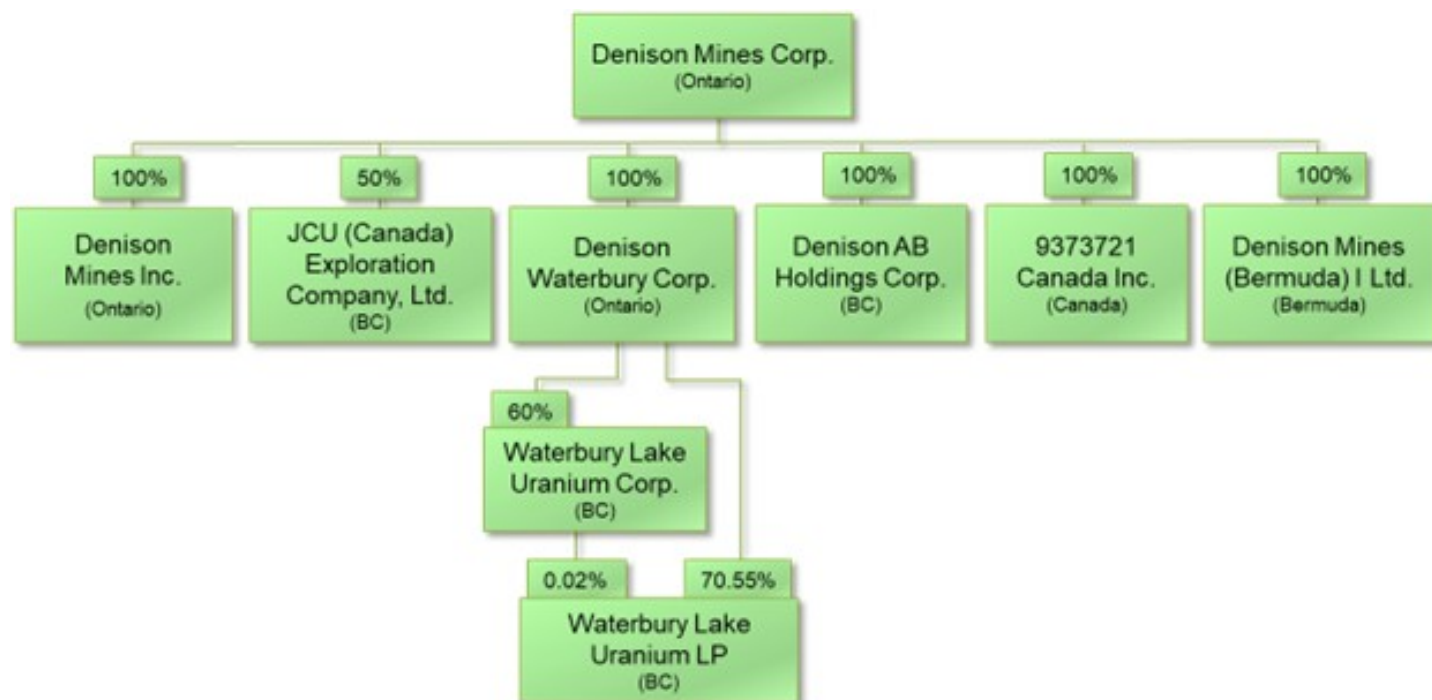 Denison Mines Corp.
(Ontario)
100%
50%
100%
100%
100%
100%
Denison
Mines Inc.
(Ontario)
JCU (Canada)
Exploration
Company, Ltd.
(BC)
Denison
Waterbury Corp.
(Ontario)
Denison AB
Holdings Corp.
(BC)
9373721
Canada Inc.
(Canada)
Denison Mines
(Bermuda) I Ltd.
(Bermuda)
60%
Waterbury Lake
Uranium Corp.
(BC)
0.02%
70.55%
Waterbury Lake
Uranium LP
(BC)